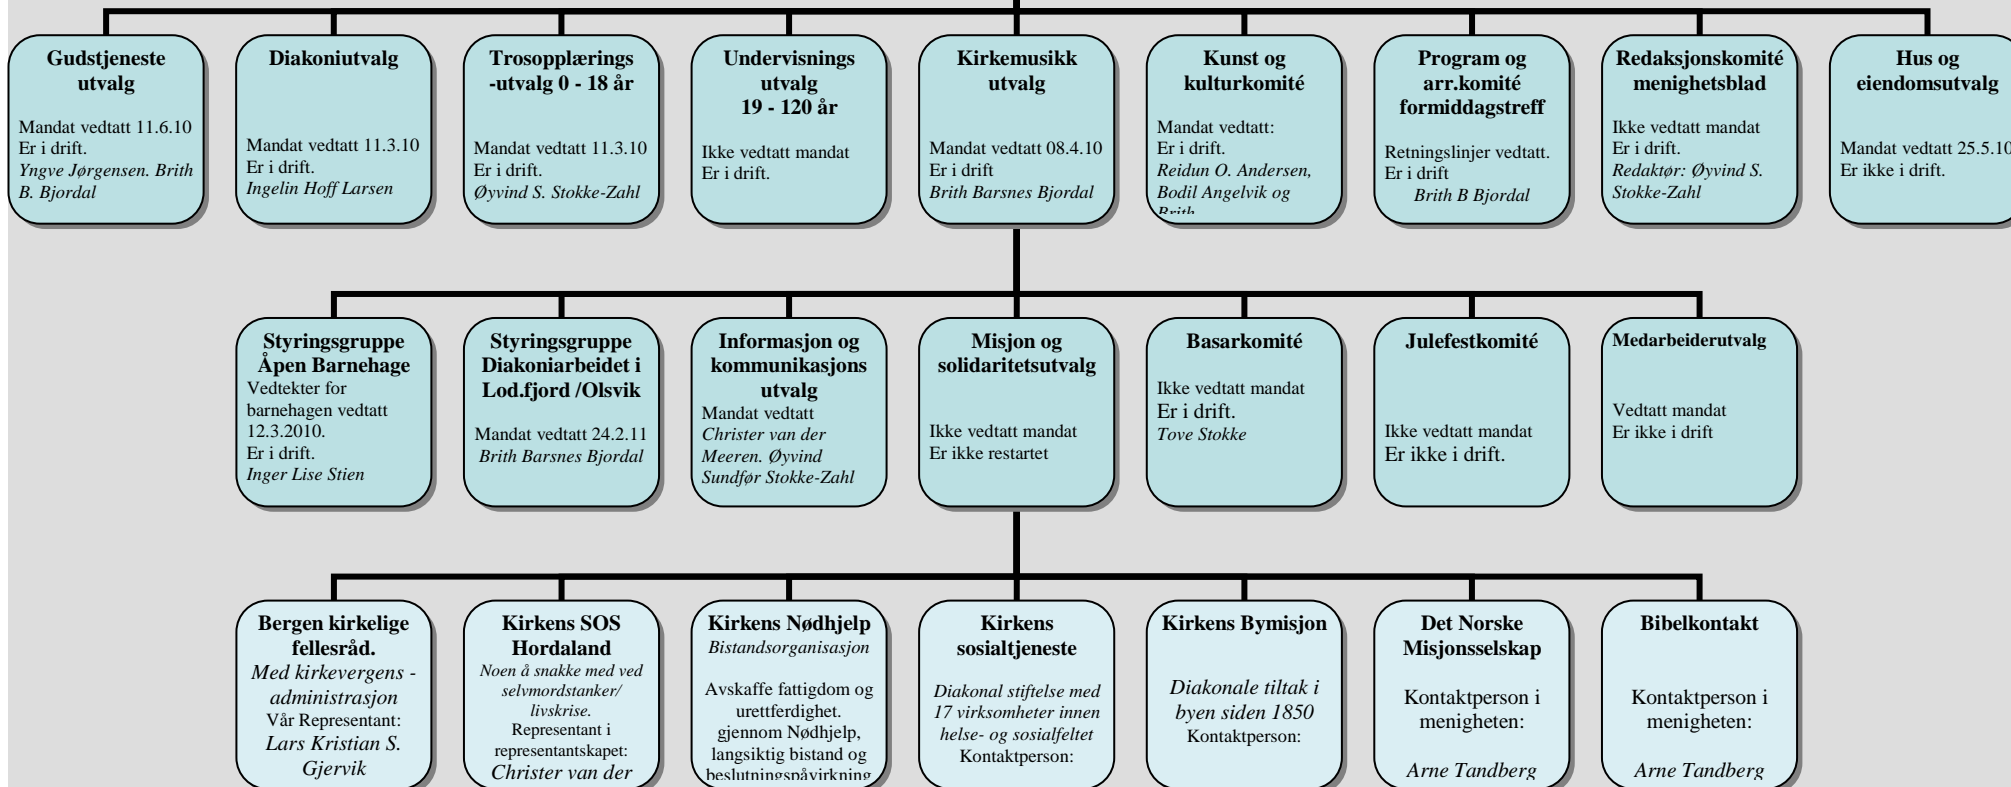 Gudstjeneste
utvalg
Mandat vedtatt 11.6.10
Er i drift.
Yngve Jørgensen. Brith
B. Bjordal
Diakoniutvalg
Mandat vedtatt 11.3.10
Er i drift.
Ingelin Hoff Larsen
Trosopplærings
-utvalg 0 - 18 år
Mandat vedtatt 11.3.10
Er i drift.
Øyvind S. Stokke-Zahl
Undervisnings
utvalg
19 - 120 år
Ikke vedtatt mandat
Er i drift.
Kirkemusikk
utvalg
Mandat vedtatt 08.4.10
Er i drift
Brith Barsnes Bjordal
Kunst og
kulturkomité
Mandat vedtatt:
Er i drift.
Reidun O. Andersen,
Bodil Angelvik og
Brith
Program og
arr.komité
formiddagstreff
Retningslinjer vedtatt.
Er i drift
Brith B Bjordal
Redaksjonskomité
menighetsblad
Ikke vedtatt mandat
Er i drift.
Redaktør: Øyvind S.
Stokke-Zahl
Hus og
eiendomsutvalg
Mandat vedtatt 25.5.10
Er ikke i drift.
Styringsgruppe
Åpen Barnehage
Vedtekter for
barnehagen vedtatt
12.3.2010.
Er i drift.
Inger Lise Stien
Styringsgruppe
Diakoniarbeidet i
Lod.fjord /Olsvik
Mandat vedtatt 24.2.11
Brith Barsnes Bjordal
Informasjon og
kommunikasjons
utvalg
Mandat vedtatt
Christer van der
Meeren. Øyvind
Sundfør Stokke-Zahl
Misjon og
solidaritetsutvalg
Ikke vedtatt mandat
Er ikke restartet
Basarkomité
Ikke vedtatt mandat
Er i drift.
Tove Stokke
Julefestkomité
Ikke vedtatt mandat
Er ikke i drift.
Medarbeiderutvalg
Vedtatt mandat
Er ikke i drift
Bergen kirkelige
fellesråd.
Med kirkevergens -
administrasjon
Vår Representant:
Lars Kristian S.
Gjervik
Kirkens SOS
Hordaland
Noen å snakke med ved
selvmordstanker/
livskrise.
Representant i
representantskapet:
Christer van der
Kirkens Nødhjelp
Bistandsorganisasjon
Avskaffe fattigdom og
urettferdighet.
gjennom Nødhjelp,
langsiktig bistand og
beslutningspåvirkning
Kirkens
sosialtjeneste
Diakonal stiftelse med
17 virksomheter innen
helse- og sosialfeltet
Kontaktperson:
Kirkens Bymisjon
Diakonale tiltak i
byen siden 1850
Kontaktperson:
Det Norske
Misjonsselskap
Kontaktperson i
menigheten:
Arne Tandberg
Bibelkontakt
Kontaktperson i
menigheten:
Arne Tandberg